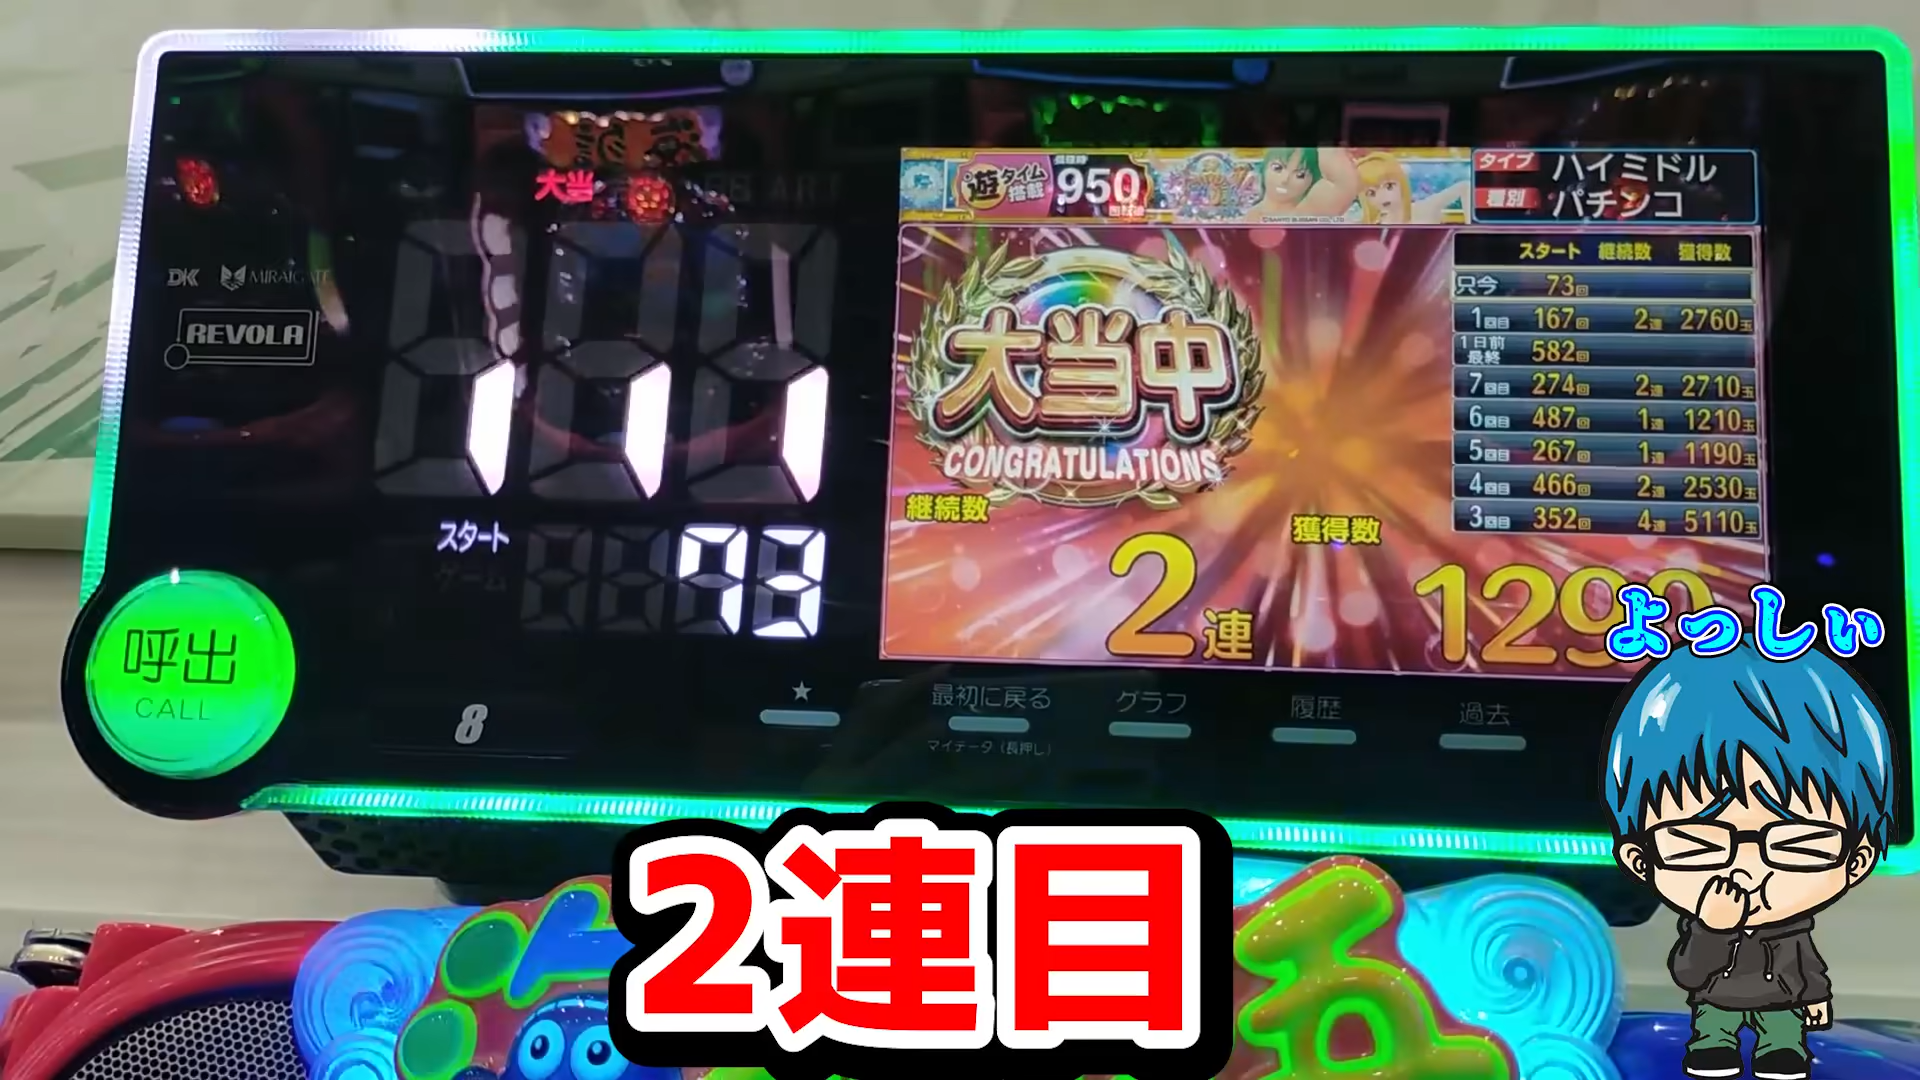 大当
DK MIRAIGATE
REVOLA
1 1 1
スタート
ゲーム
73
呼出
CALL
8
★
最初に戻る
マイデータ(長押し)
グラフ
履歴
過去
遊タイム搭載 950
タイプ ハイミドル
種別 パチンコ
大当中
CONGRATULATIONS
継続数
2連
獲得数
スタート 継続数 獲得数
只今 73回
1回目 167回 2連 2760玉
1日前最終 582回
7回目 274回 2連 2710玉
6回目 487回 1連 1210玉
5回目 267回 1連 1190玉
4回目 466回 2連 2530玉
3回目 352回 4連 5110玉
よっしぃ
2連目